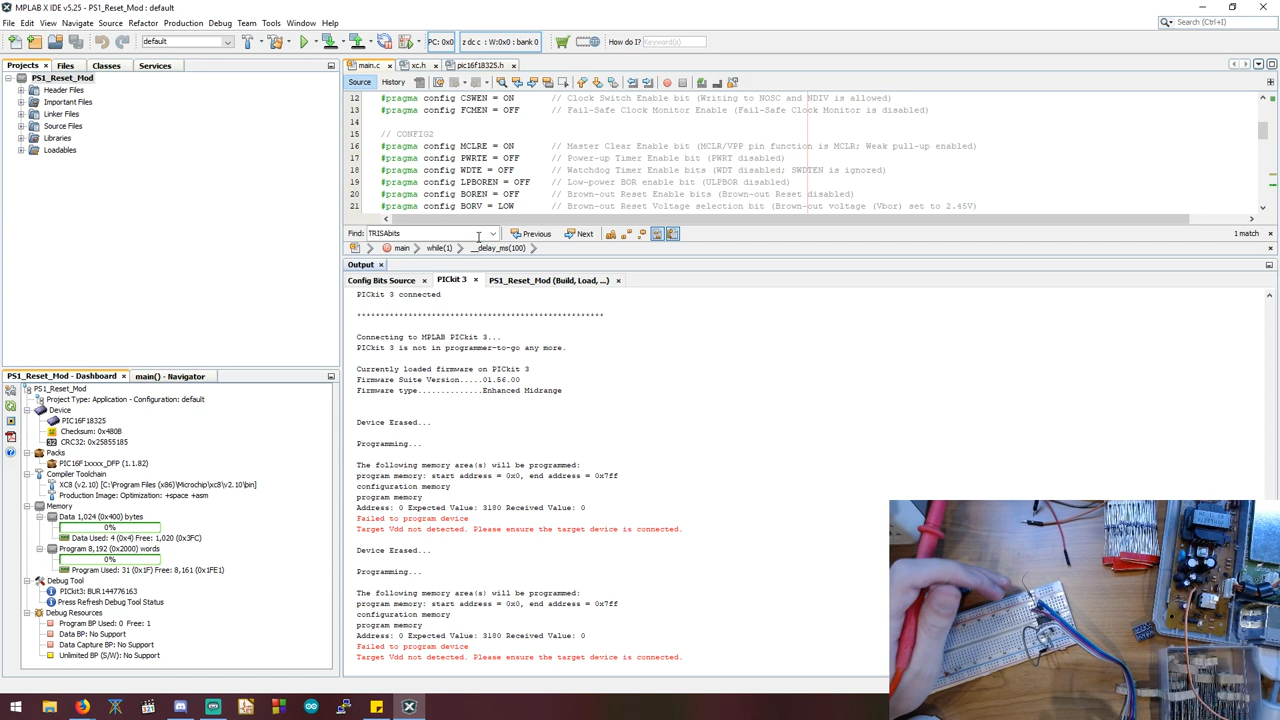 MPLAB X IDE v5.25 - PS1_Reset_Mod : default
File Edit View Navigate Source Refactor Production Debug Team Tools Window Help
Search (Ctrl+I)
default
PC: 0x0
z dc c : W:0x0 : bank 0
How do I?
Keyword(s)
Projects Files Classes Services
PS1_Reset_Mod
Header Files
Important Files
Linker Files
Source Files
Libraries
Loadables
main.c xc.h pic16f18325.h
Source History
12 #pragma config CSWEN = ON // Clock Switch Enable bit (Writing to NOSC and NDIV is allowed)
13 #pragma config FCMEN = OFF // Fail-Safe Clock Monitor Enable (Fail-Safe Clock Monitor is disabled)
14
15 // CONFIG2
16 #pragma config MCLRE = ON // Master Clear Enable bit (MCLR/VPP pin function is MCLR; Weak pull-up enabled)
17 #pragma config PWRTE = OFF // Power-up Timer Enable bit (PWRT disabled)
18 #pragma config WDTE = OFF // Watchdog Timer Enable bits (WDT disabled; SWDTEN is ignored)
19 #pragma config LPBOREN = OFF // Low-power BOR enable bit (ULPBOR disabled)
20 #pragma config BOREN = OFF // Brown-out Reset Enable bits (Brown-out Reset disabled)
21 #pragma config BORV = LOW // Brown-out Reset Voltage selection bit (Brown-out voltage (Vbor) set to 2.45V)
Find: TRISAbits Previous Next 1 match
main while(1) __delay_ms(100)
Output
Config Bits Source PICkit 3 PS1_Reset_Mod (Build, Load, ...)
PICkit 3 connected
*****************************************************
Connecting to MPLAB PICkit 3...
PICkit 3 is not in programmer-to-go any more.
Currently loaded firmware on PICkit 3
Firmware Suite Version.....01.56.00
Firmware type..............Enhanced Midrange
Device Erased...
Programming...
The following memory area(s) will be programmed:
program memory: start address = 0x0, end address = 0x7ff
configuration memory
program memory
Address: 0 Expected Value: 3180 Received Value: 0
Failed to program device
Target Vdd not detected. Please ensure the target device is connected.
Device Erased...
Programming...
The following memory area(s) will be programmed:
program memory: start address = 0x0, end address = 0x7ff
configuration memory
program memory
Address: 0 Expected Value: 3180 Received Value: 0
Failed to program device
Target Vdd not detected. Please ensure the target device is connected.
PS1_Reset_Mod - Dashboard main() - Navigator
PS1_Reset_Mod
Project Type: Application - Configuration: default
Device
PIC16F18325
Checksum: 0x480B
CRC32: 0x25855185
Packs
PIC16F1xxxx_DFP (1.1.82)
Compiler Toolchain
XC8 (v2.10) [C:\Program Files (x86)\Microchip\xc8\v2.10\bin]
Production Image: Optimization: +space +asm
Memory
Data 1,024 (0x400) bytes
0%
Data Used: 4 (0x4) Free: 1,020 (0x3FC)
Program 8,192 (0x2000) words
0%
Program Used: 31 (0x1F) Free: 8,161 (0x1FE1)
Debug Tool
PICkit3: BUR144776163
Press Refresh Debug Tool Status
Debug Resources
Program BP Used: 0 Free: 1
Data BP: No Support
Data Capture BP: No Support
Unlimited BP (S/W): No Support